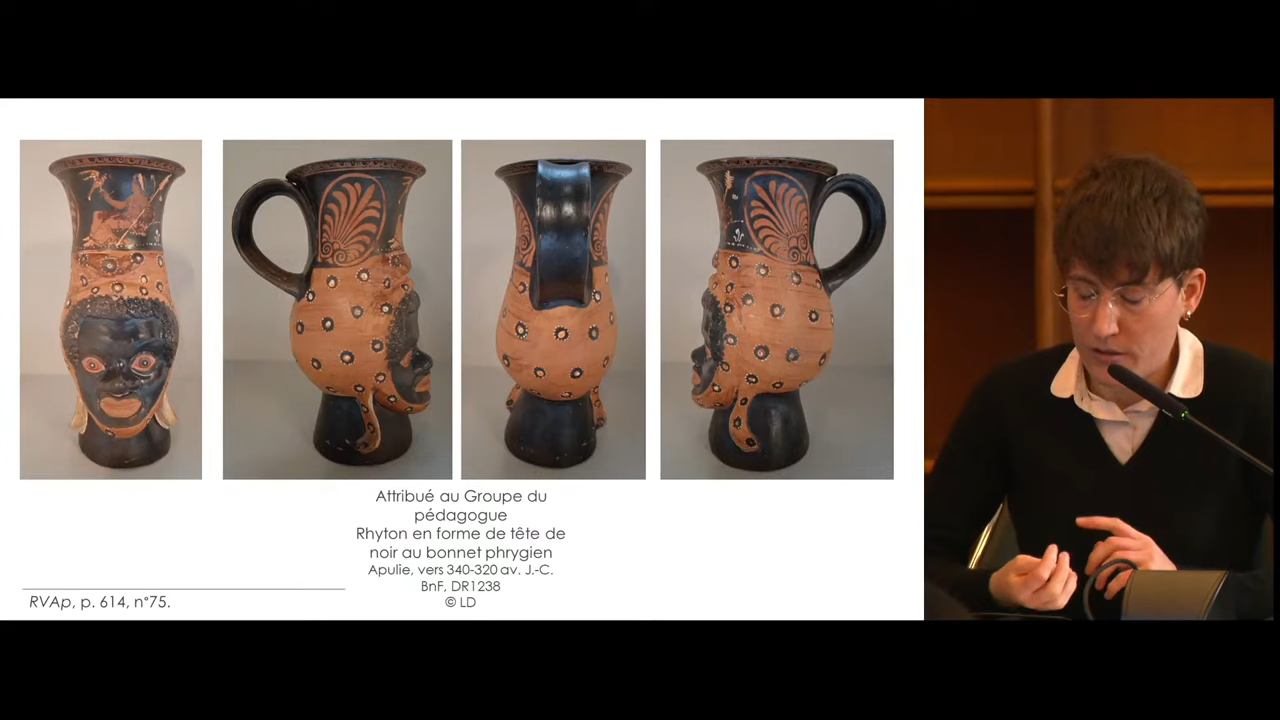 Attribué au Groupe du
pédagogue
Rhyton en forme de tête de
noir au bonnet phrygien
Apulie, vers 340-320 av. J.-C.
BnF, DR1238
© LD
RVAp, p. 614, n°75.